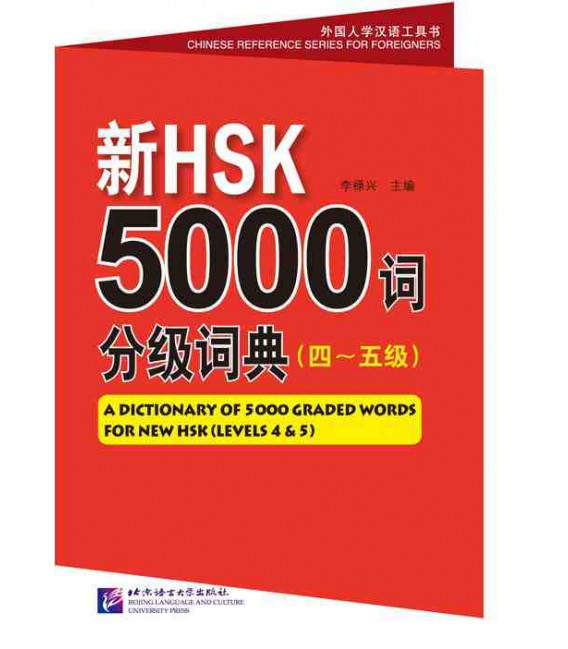 外国人学汉语工具书
CHINESE REFERENCE SERIES FOR FOREIGNERS
新HSK
李禄兴 主编
5000词
分级词典(四~五级)
A DICTIONARY OF 5000 GRADED WORDS
FOR NEW HSK (LEVELS 4 & 5)
北京语言大学出版社
BEIJING LANGUAGE AND CULTURE
UNIVERSITY PRESS